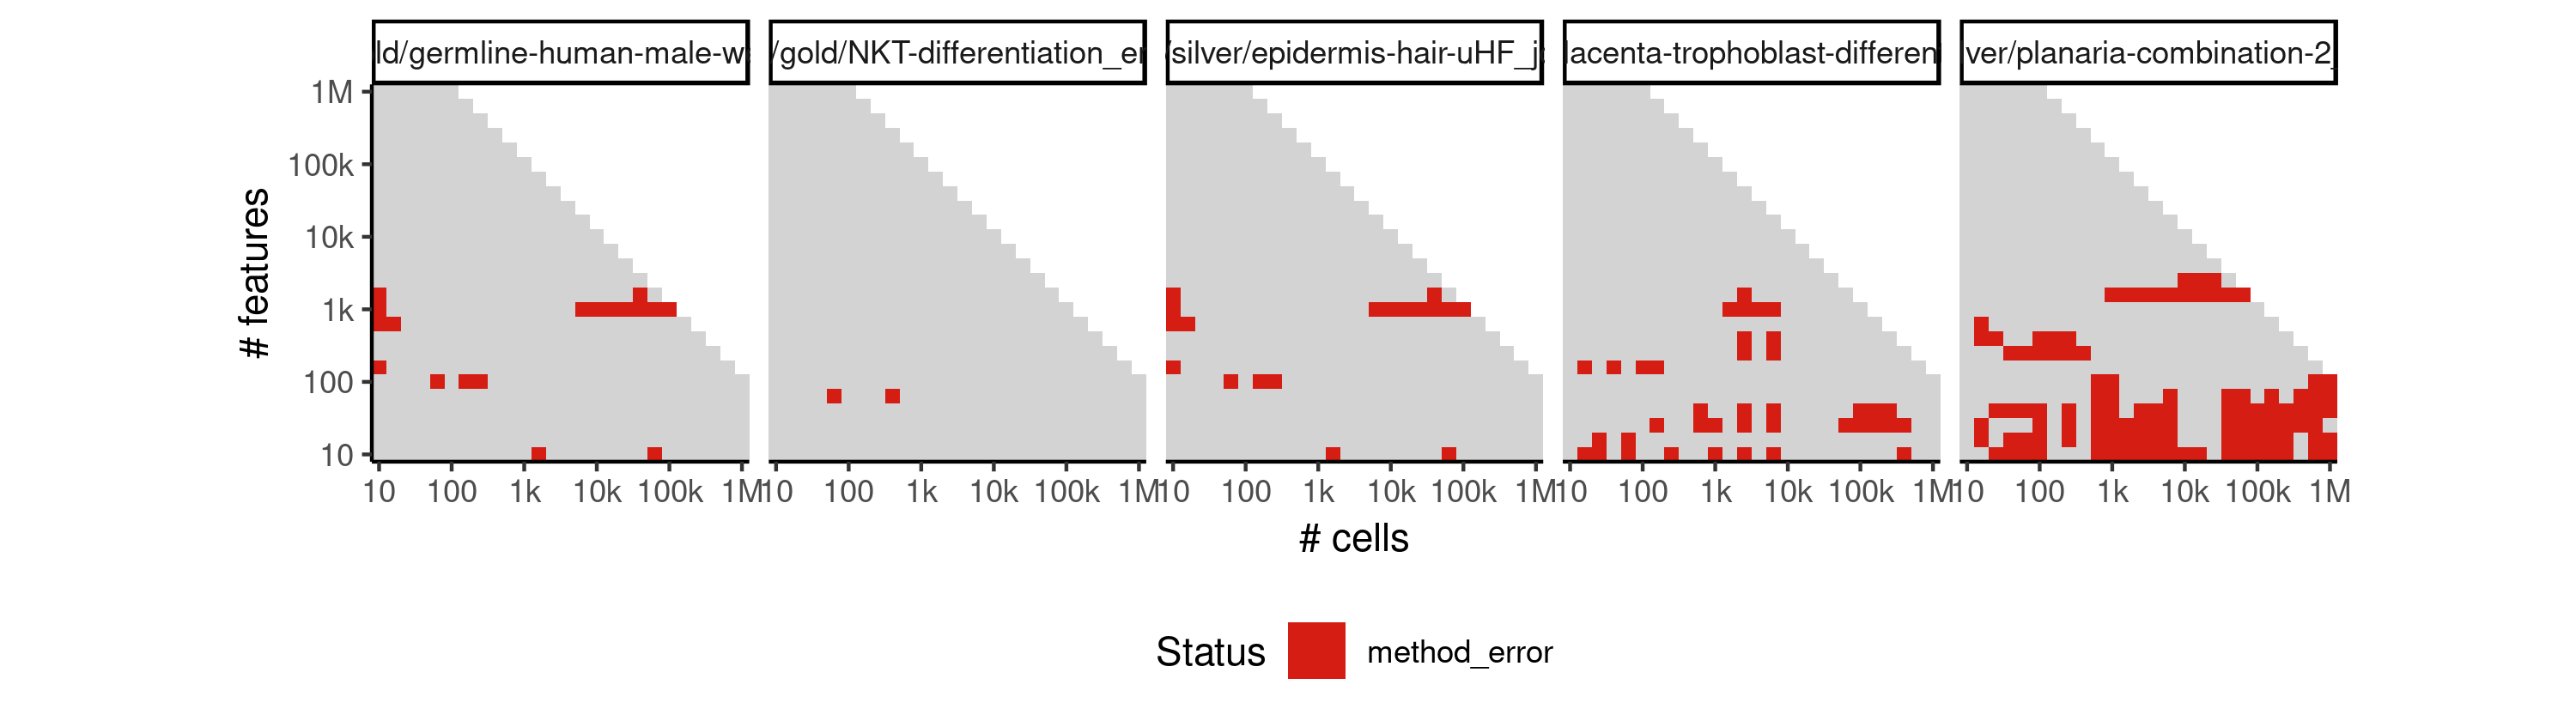 ld/germline-human-male-w
/gold/NKT-differentiation_er
/silver/epidermis-hair-uHF_j
lacenta-trophoblast-differen
ver/planaria-combination-2
1M
100k
10k
1k
100
10
# features
10 100 1k 10k 100k 1M
10 100 1k 10k 100k 1M
10 100 1k 10k 100k 1M
10 100 1k 10k 100k 1M
10 100 1k 10k 100k 1M
# cells
Status method_error